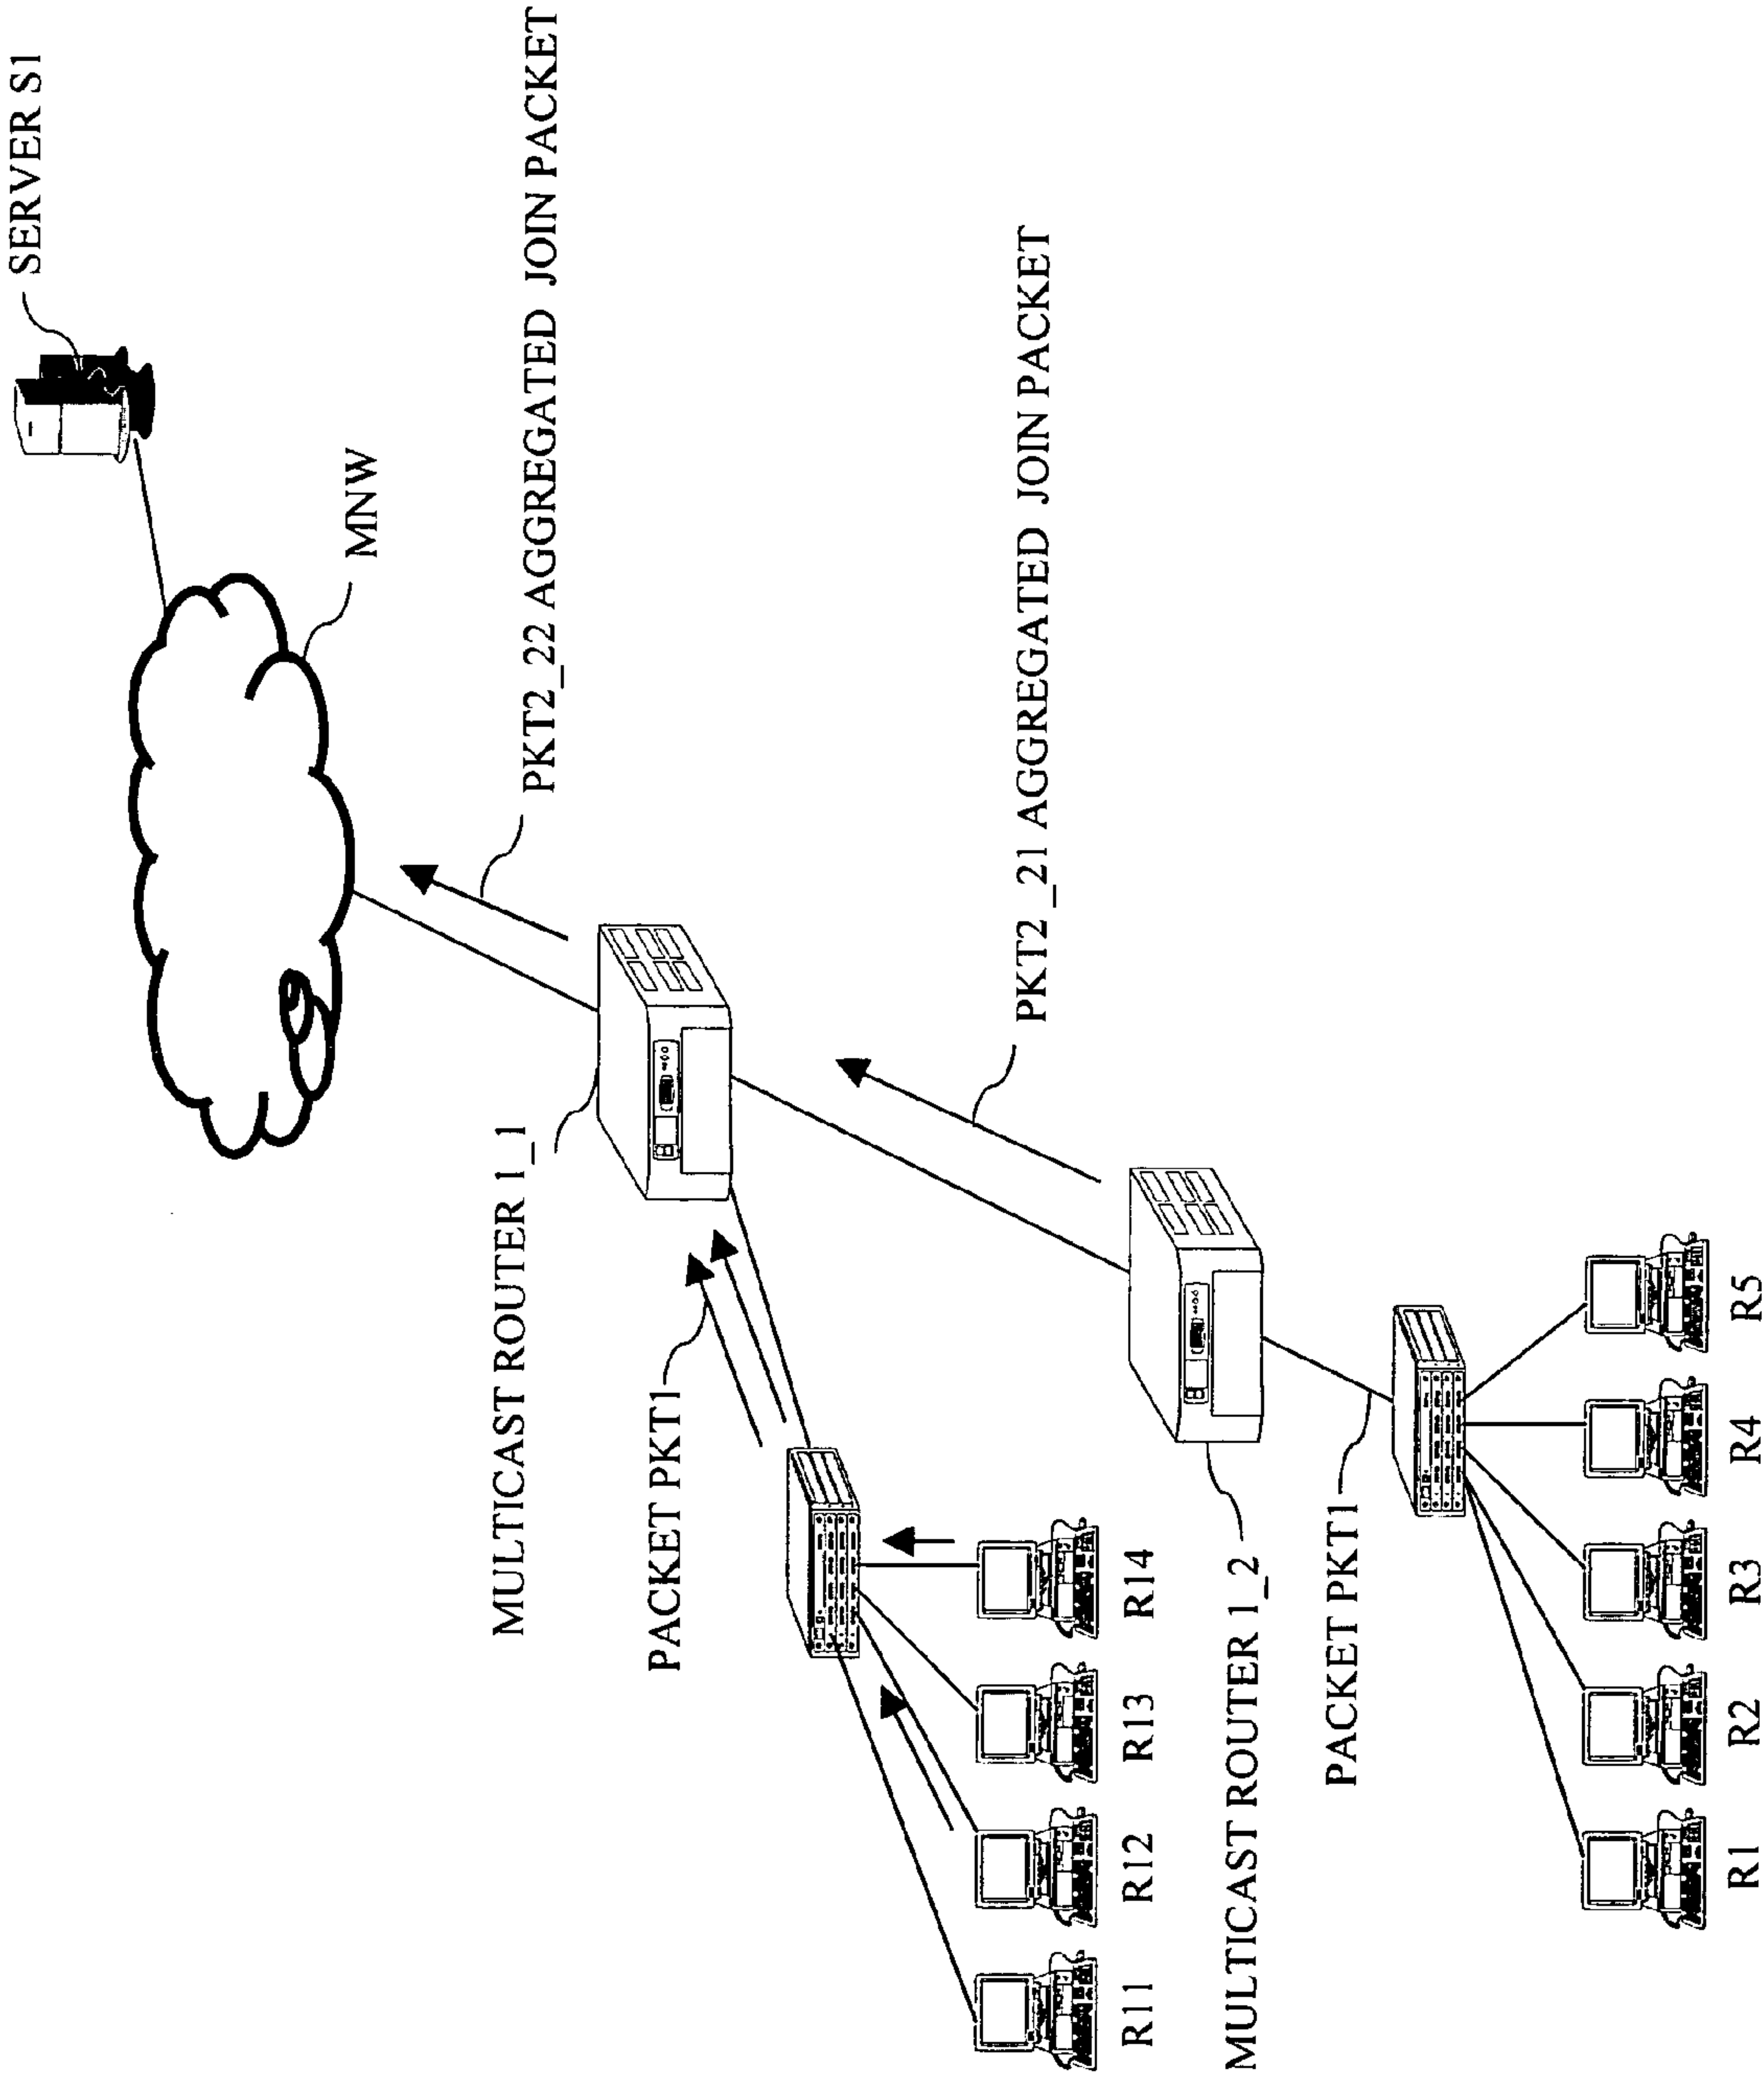 SERVER S1
MNW
PKT2_22 AGGREGATED JOIN PACKET
MULTICAST ROUTER 1_1
PKT2_21 AGGREGATED JOIN PACKET
PACKET PKT1
R11
R12
R13
R14
MULTICAST ROUTER 1_2
PACKET PKT1
R1
R2
R3
R4
R5